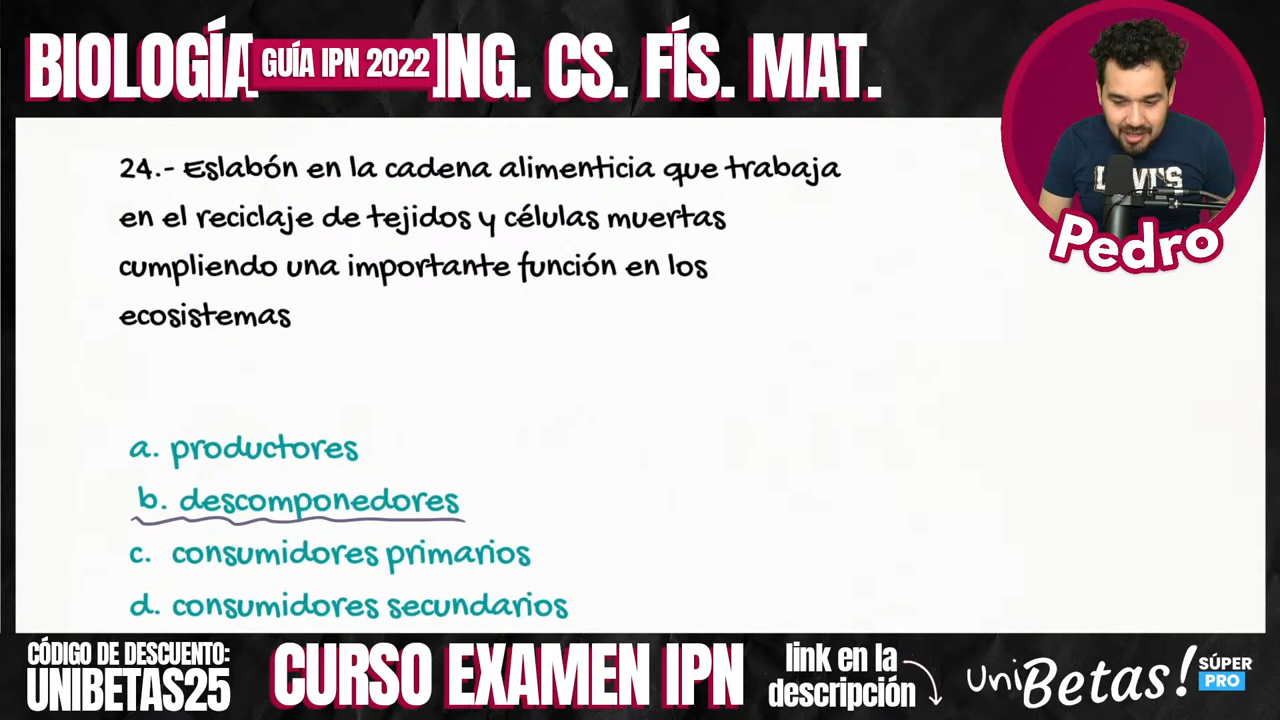 BIOLOGÍA [GUÍA IPN 2022] ING. CS. FÍS. MAT.
LEVI'S
Pedro
24.- Eslabón en la cadena alimenticia que trabaja
en el reciclaje de tejidos y células muertas
cumpliendo una importante función en los
ecosistemas
a. productores
b. descomponedores
c. consumidores primarios
d. consumidores secundarios
CÓDIGO DE DESCUENTO:
UNIBETAS25
CURSO EXAMEN IPN
link en la
descripción
UniBetas!
SÚPER
PRO